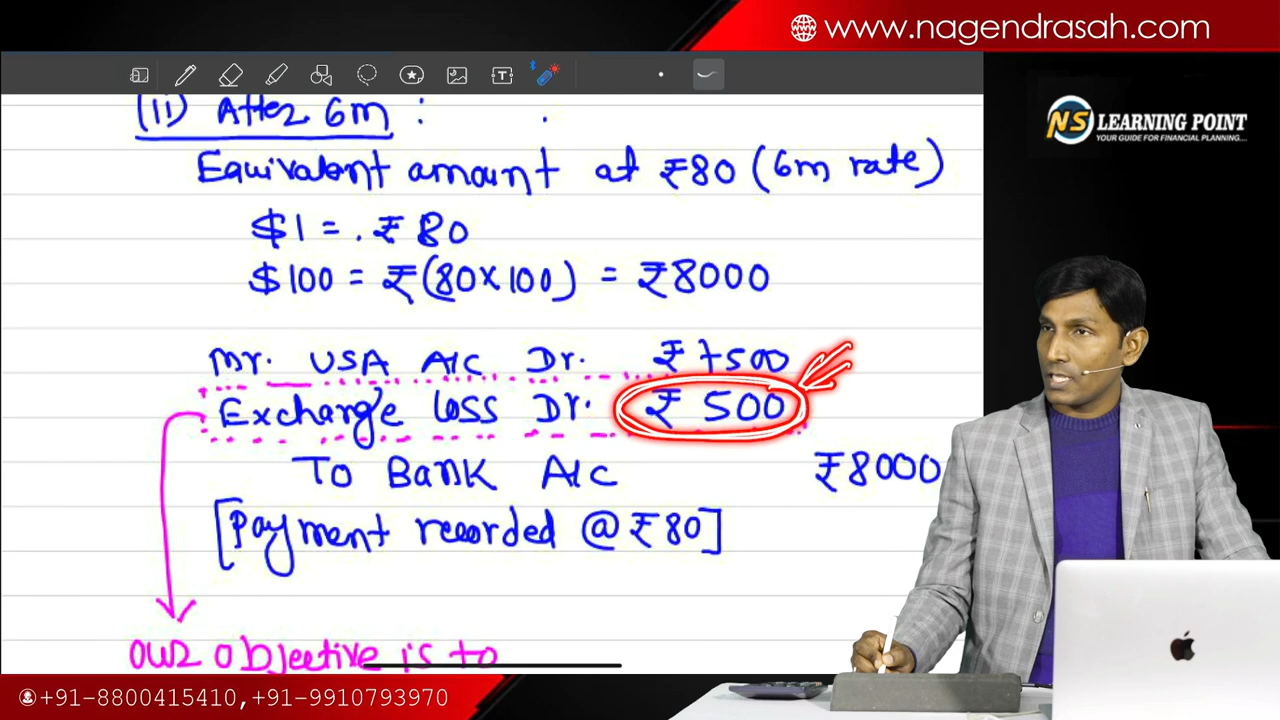 www.nagendrasah.com
NS LEARNING POINT
YOUR GUIDE FOR FINANCIAL PLANNING...
(ii) After 6m :
Equivalent amount at ₹80 (6m rate)
$1 = . ₹80
$100 = ₹(80×100) = ₹8000
Mr. USA A/C Dr. ₹7500
Exchange loss Dr. ₹ 500
To Bank A/C ₹8000
[Payment recorded @ ₹80]
Our objective is to
+91-8800415410,+91-9910793970